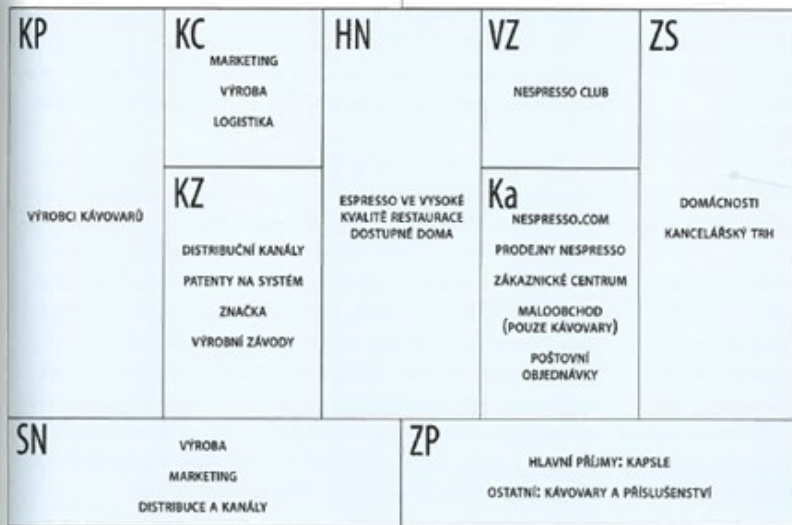 KP
VÝROBCI KÁVOVARŮ
KC
MARKETING
VÝROBA
LOGISTIKA
KZ
DISTRIBUČNÍ KANÁLY
PATENTY NA SYSTÉM
ZNAČKA
VÝROBNÍ ZÁVODY
HN
ESPRESSO VE VYSOKÉ
KVALITĚ RESTAURACE
DOSTUPNÉ DOMA
VZ
NESPRESSO CLUB
Ka
NESPRESSO.COM
PRODEJNY NESPRESSO
ZÁKAZNICKÉ CENTRUM
MALOOBCHOD
(POUZE KÁVOVARY)
POŠTOVNÍ
OBJEDNÁVKY
ZS
DOMÁCNOSTI
KANCELÁŘSKÝ TRH
SN
VÝROBA
MARKETING
DISTRIBUCE A KANÁLY
ZP
HLAVNÍ PŘÍJMY: KAPSLE
OSTATNÍ: KÁVOVARY A PŘÍSLUŠENSTVÍ